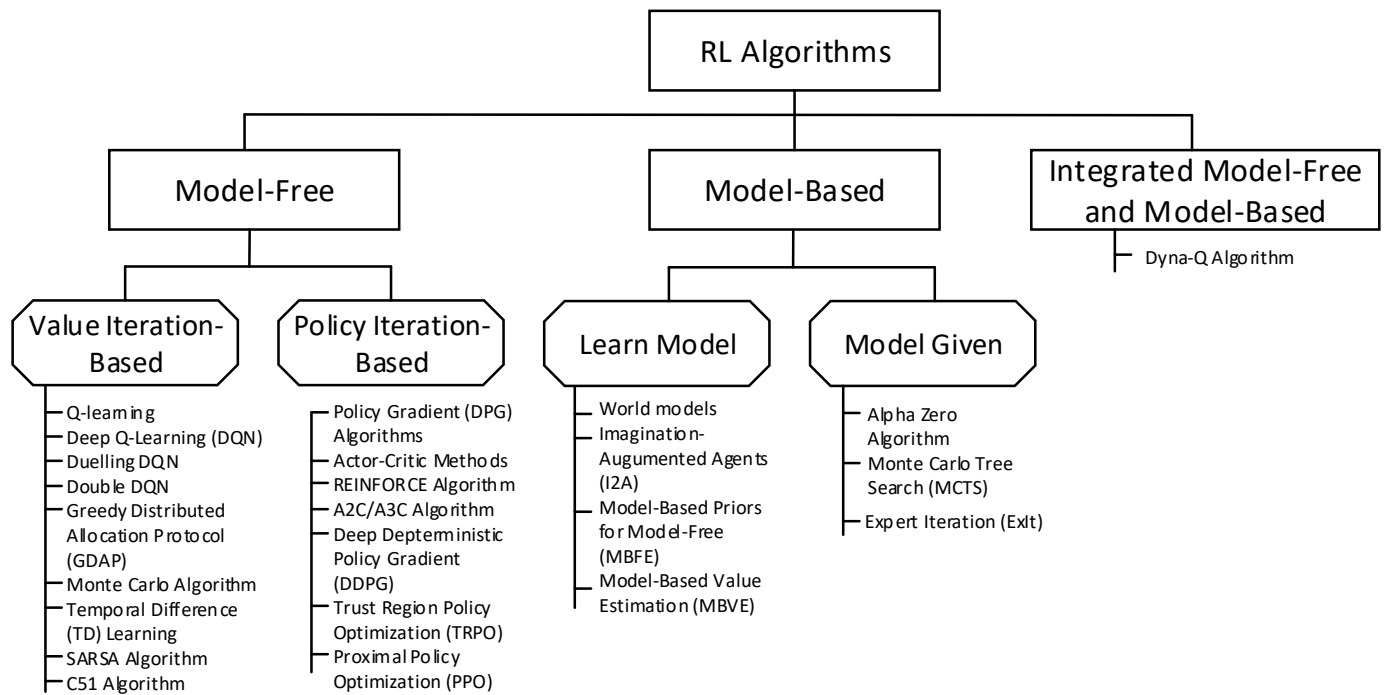 RL Algorithms
Model-Free
Model-Based
Integrated Model-Free
and Model-Based
Dyna-Q Algorithm
Value Iteration-
Based
Policy Iteration-
Based
Learn Model
Model Given
Q-learning
Deep Q-Learning (DQN)
Duelling DQN
Double DQN
Greedy Distributed
Allocation Protocol
(GDAP)
Monte Carlo Algorithm
Temporal Difference
(TD) Learning
SARSA Algorithm
C51 Algorithm
Policy Gradient (DPG)
Algorithms
Actor-Critic Methods
REINFORCE Algorithm
A2C/A3C Algorithm
Deep Depterministic
Policy Gradient
(DDPG)
Trust Region Policy
Optimization (TRPO)
Proximal Policy
Optimization (PPO)
World models
Imagination-
Augumented Agents
(I2A)
Model-Based Priors
for Model-Free
(MBFE)
Model-Based Value
Estimation (MBVE)
Alpha Zero
Algorithm
Monte Carlo Tree
Search (MCTS)
Expert Iteration (ExIt)